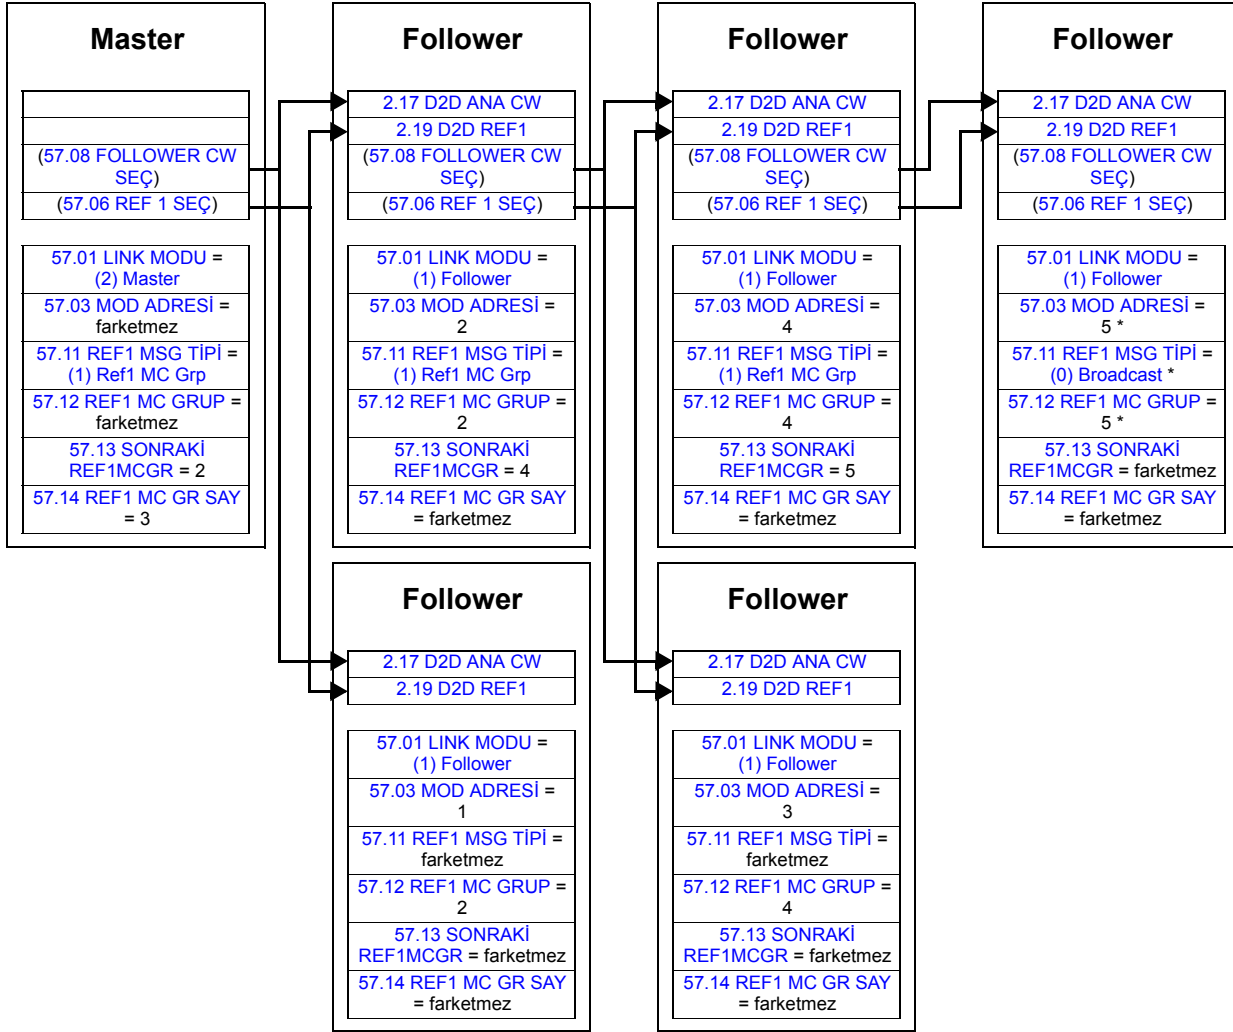 Master
(57.08 FOLLOWER CW
SEÇ)
(57.06 REF 1 SEÇ)
57.01 LINK MODU =
(2) Master
57.03 MOD ADRESİ =
farketmez
57.11 REF1 MSG TİPİ =
(1) Ref1 MC Grp
57.12 REF1 MC GRUP =
farketmez
57.13 SONRAKİ
REF1MCGR = 2
57.14 REF1 MC GR SAY
= 3
Follower
2.17 D2D ANA CW
2.19 D2D REF1
(57.08 FOLLOWER CW
SEÇ)
(57.06 REF 1 SEÇ)
57.01 LINK MODU =
(1) Follower
57.03 MOD ADRESİ =
2
57.11 REF1 MSG TİPİ =
(1) Ref1 MC Grp
57.12 REF1 MC GRUP =
2
57.13 SONRAKİ
REF1MCGR = 4
57.14 REF1 MC GR SAY
= farketmez
Follower
2.17 D2D ANA CW
2.19 D2D REF1
(57.08 FOLLOWER CW
SEÇ)
(57.06 REF 1 SEÇ)
57.01 LINK MODU =
(1) Follower
57.03 MOD ADRESİ =
4
57.11 REF1 MSG TİPİ =
(1) Ref1 MC Grp
57.12 REF1 MC GRUP =
4
57.13 SONRAKİ
REF1MCGR = 5
57.14 REF1 MC GR SAY
= farketmez
Follower
2.17 D2D ANA CW
2.19 D2D REF1
(57.08 FOLLOWER CW
SEÇ)
(57.06 REF 1 SEÇ)
57.01 LINK MODU =
(1) Follower
57.03 MOD ADRESİ =
5 *
57.11 REF1 MSG TİPİ =
(0) Broadcast *
57.12 REF1 MC GRUP =
5 *
57.13 SONRAKİ
REF1MCGR = farketmez
57.14 REF1 MC GR SAY
= farketmez
Follower
2.17 D2D ANA CW
2.19 D2D REF1
57.01 LINK MODU =
(1) Follower
57.03 MOD ADRESİ =
1
57.11 REF1 MSG TİPİ =
farketmez
57.12 REF1 MC GRUP =
2
57.13 SONRAKİ
REF1MCGR = farketmez
57.14 REF1 MC GR SAY
= farketmez
Follower
2.17 D2D ANA CW
2.19 D2D REF1
57.01 LINK MODU =
(1) Follower
57.03 MOD ADRESİ =
3
57.11 REF1 MSG TİPİ =
farketmez
57.12 REF1 MC GRUP =
4
57.13 SONRAKİ
REF1MCGR = farketmez
57.14 REF1 MC GR SAY
= farketmez